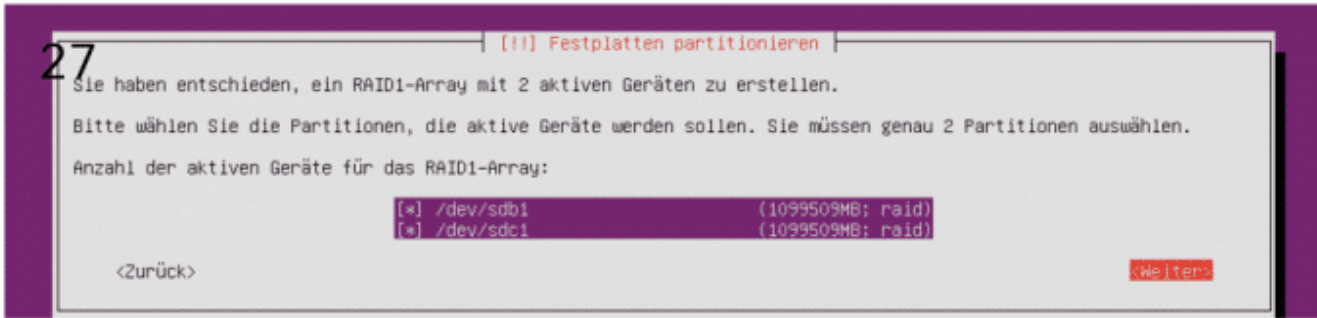 27
[!!] Festplatten partitionieren
Sie haben entschieden, ein RAID1-Array mit 2 aktiven Geräten zu erstellen.
Bitte wählen Sie die Partitionen, die aktive Geräte werden sollen. Sie müssen genau 2 Partitionen auswählen.
Anzahl der aktiven Geräte für das RAID1-Array:
[*] /dev/sdb1 (1099509MB; raid)
[*] /dev/sdc1 (1099509MB; raid)
<Zurück> <Weiter>